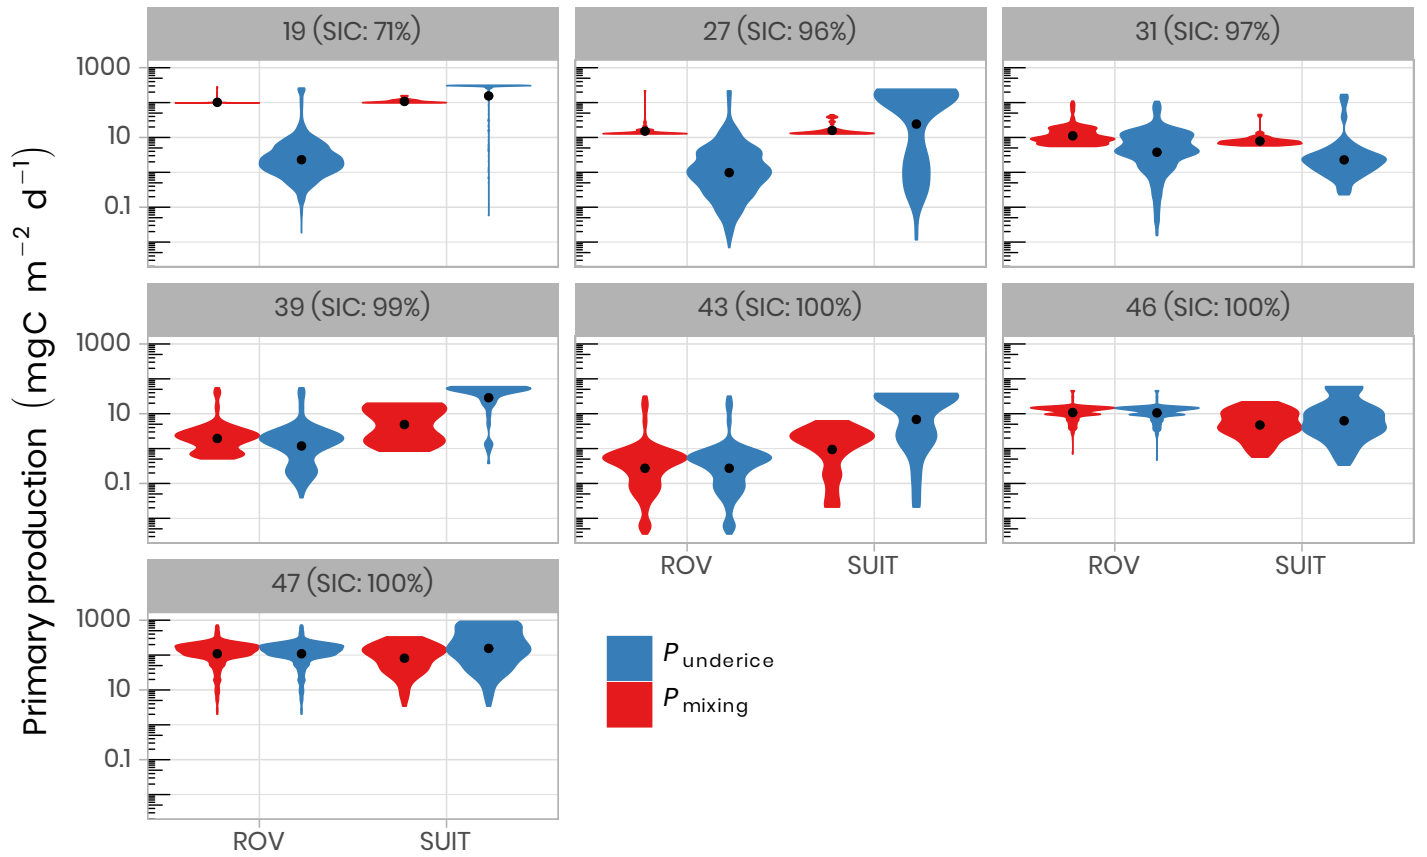 19 (SIC: 71%)
27 (SIC: 96%)
31 (SIC: 97%)
1000
10
0.1
39 (SIC: 99%)
43 (SIC: 100%)
46 (SIC: 100%)
1000
10
0.1
ROV
SUIT
ROV
SUIT
47 (SIC: 100%)
1000
10
0.1
ROV
SUIT
Primary production (mgC m⁻² d⁻¹)
P underice
P mixing